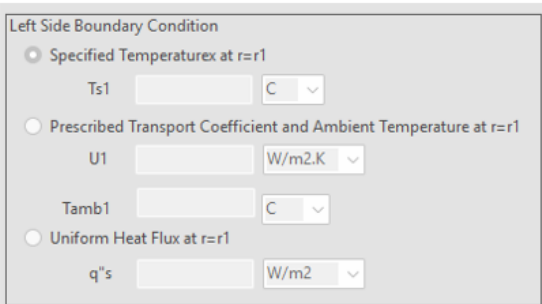 Left Side Boundary Condition
Specified Temperaturex at r=r1
Ts1 C
Prescribed Transport Coefficient and Ambient Temperature at r=r1
U1 W/m2.K
Tamb1 C
Uniform Heat Flux at r=r1
q"s W/m2